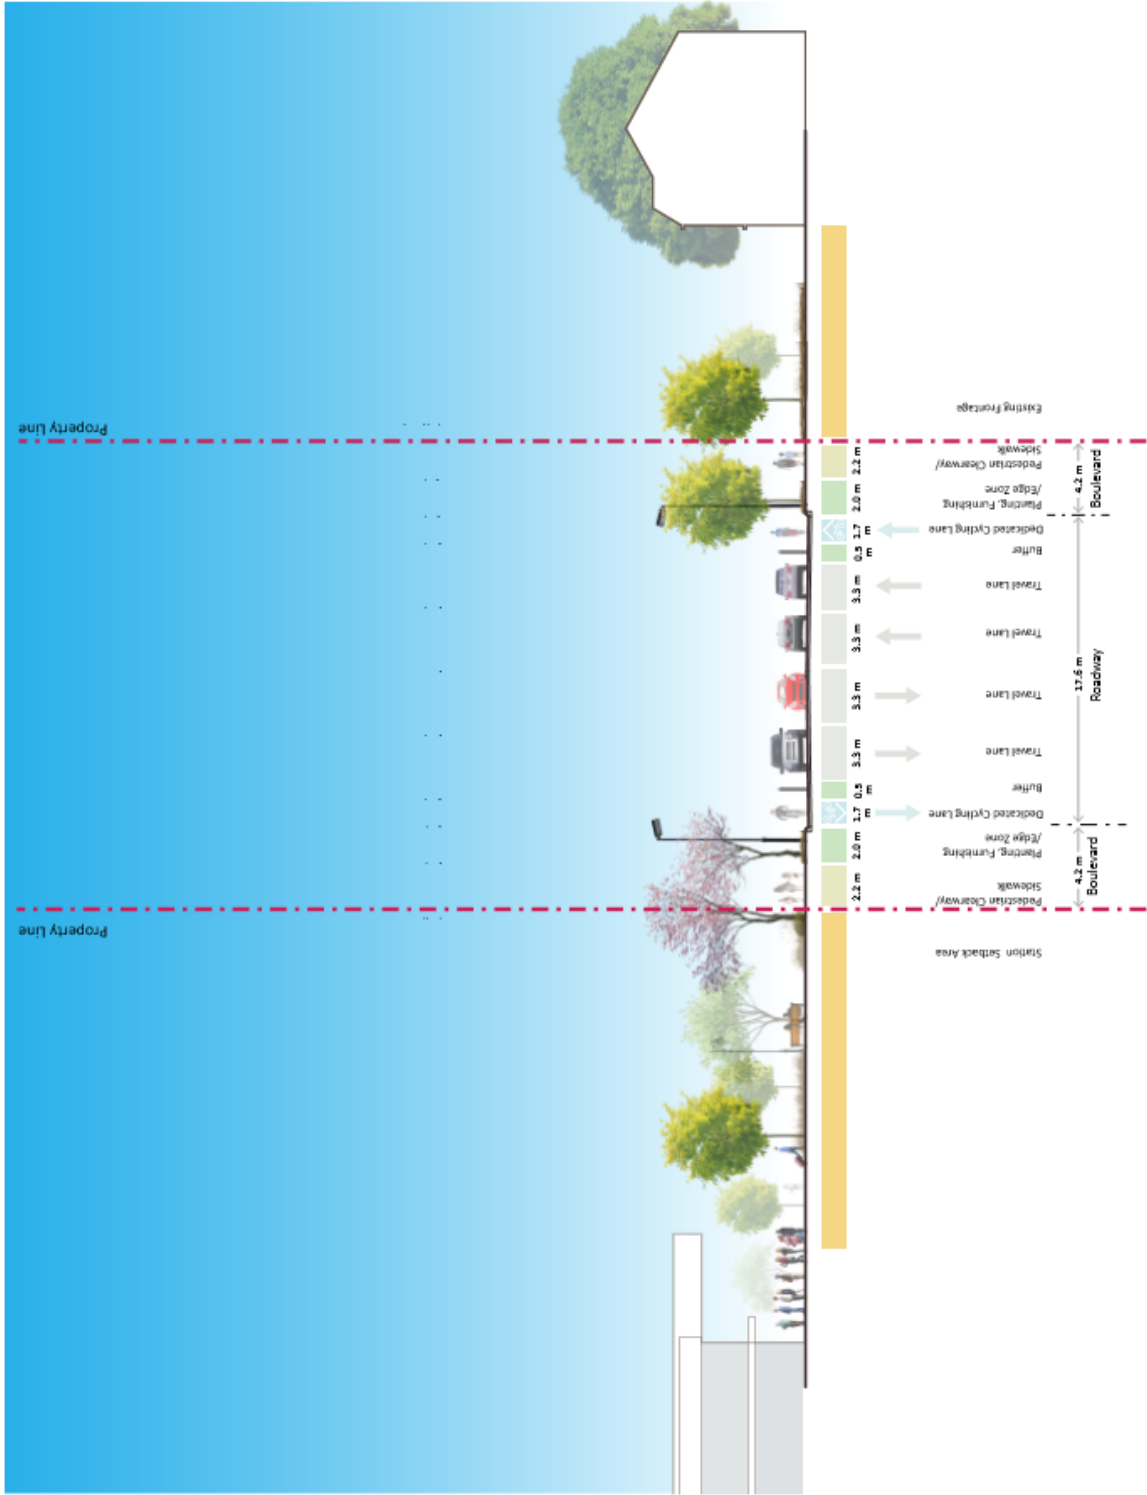 Property Line
Property Line
Existing Frontage
Pedestrian Clearway/
Sidewalk
Planting, Furnishing
/Edge Zone
Dedicated Cycling Lane
Buffer
Travel Lane
Travel Lane
Travel Lane
Travel Lane
Buffer
Dedicated Cycling Lane
Planting, Furnishing
/Edge Zone
Pedestrian Clearway/
Sidewalk
Station Setback Area
2.2 m
2.0 m
1.7 m
0.5 m
3.3 m
3.3 m
3.3 m
3.3 m
0.5 m
1.7 m
2.0 m
2.2 m
4.2 m
Boulevard
17.6 m
Roadway
4.2 m
Boulevard